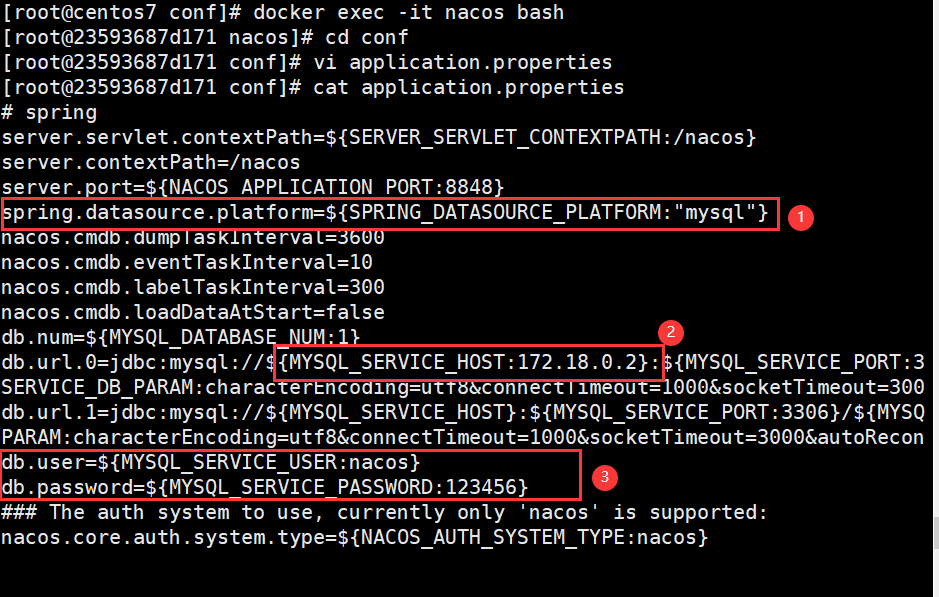 [root@centos7 conf]# docker exec -it nacos bash
[root@23593687d171 nacos]# cd conf
[root@23593687d171 conf]# vi application.properties
[root@23593687d171 conf]# cat application.properties
# spring
server.servlet.contextPath=${SERVER_SERVLET_CONTEXTPATH:/nacos}
server.contextPath=/nacos
server.port=${NACOS_APPLICATION_PORT:8848}
spring.datasource.platform=${SPRING_DATASOURCE_PLATFORM:"mysql"}
1
nacos.cmdb.dumpTaskInterval=3600
nacos.cmdb.eventTaskInterval=10
nacos.cmdb.labelTaskInterval=300
nacos.cmdb.loadDataAtStart=false
db.num=${MYSQL_DATABASE_NUM:1}
2
db.url.0=jdbc:mysql://${MYSQL_SERVICE_HOST:172.18.0.2}:${MYSQL_SERVICE_PORT:3
SERVICE_DB_PARAM:characterEncoding=utf8&connectTimeout=1000&socketTimeout=300
db.url.1=jdbc:mysql://${MYSQL_SERVICE_HOST}:${MYSQL_SERVICE_PORT:3306}/${MYSQ
PARAM:characterEncoding=utf8&connectTimeout=1000&socketTimeout=3000&autoRecon
db.user=${MYSQL_SERVICE_USER:nacos}
3
db.password=${MYSQL_SERVICE_PASSWORD:123456}
### The auth system to use, currently only 'nacos' is supported:
nacos.core.auth.system.type=${NACOS_AUTH_SYSTEM_TYPE:nacos}